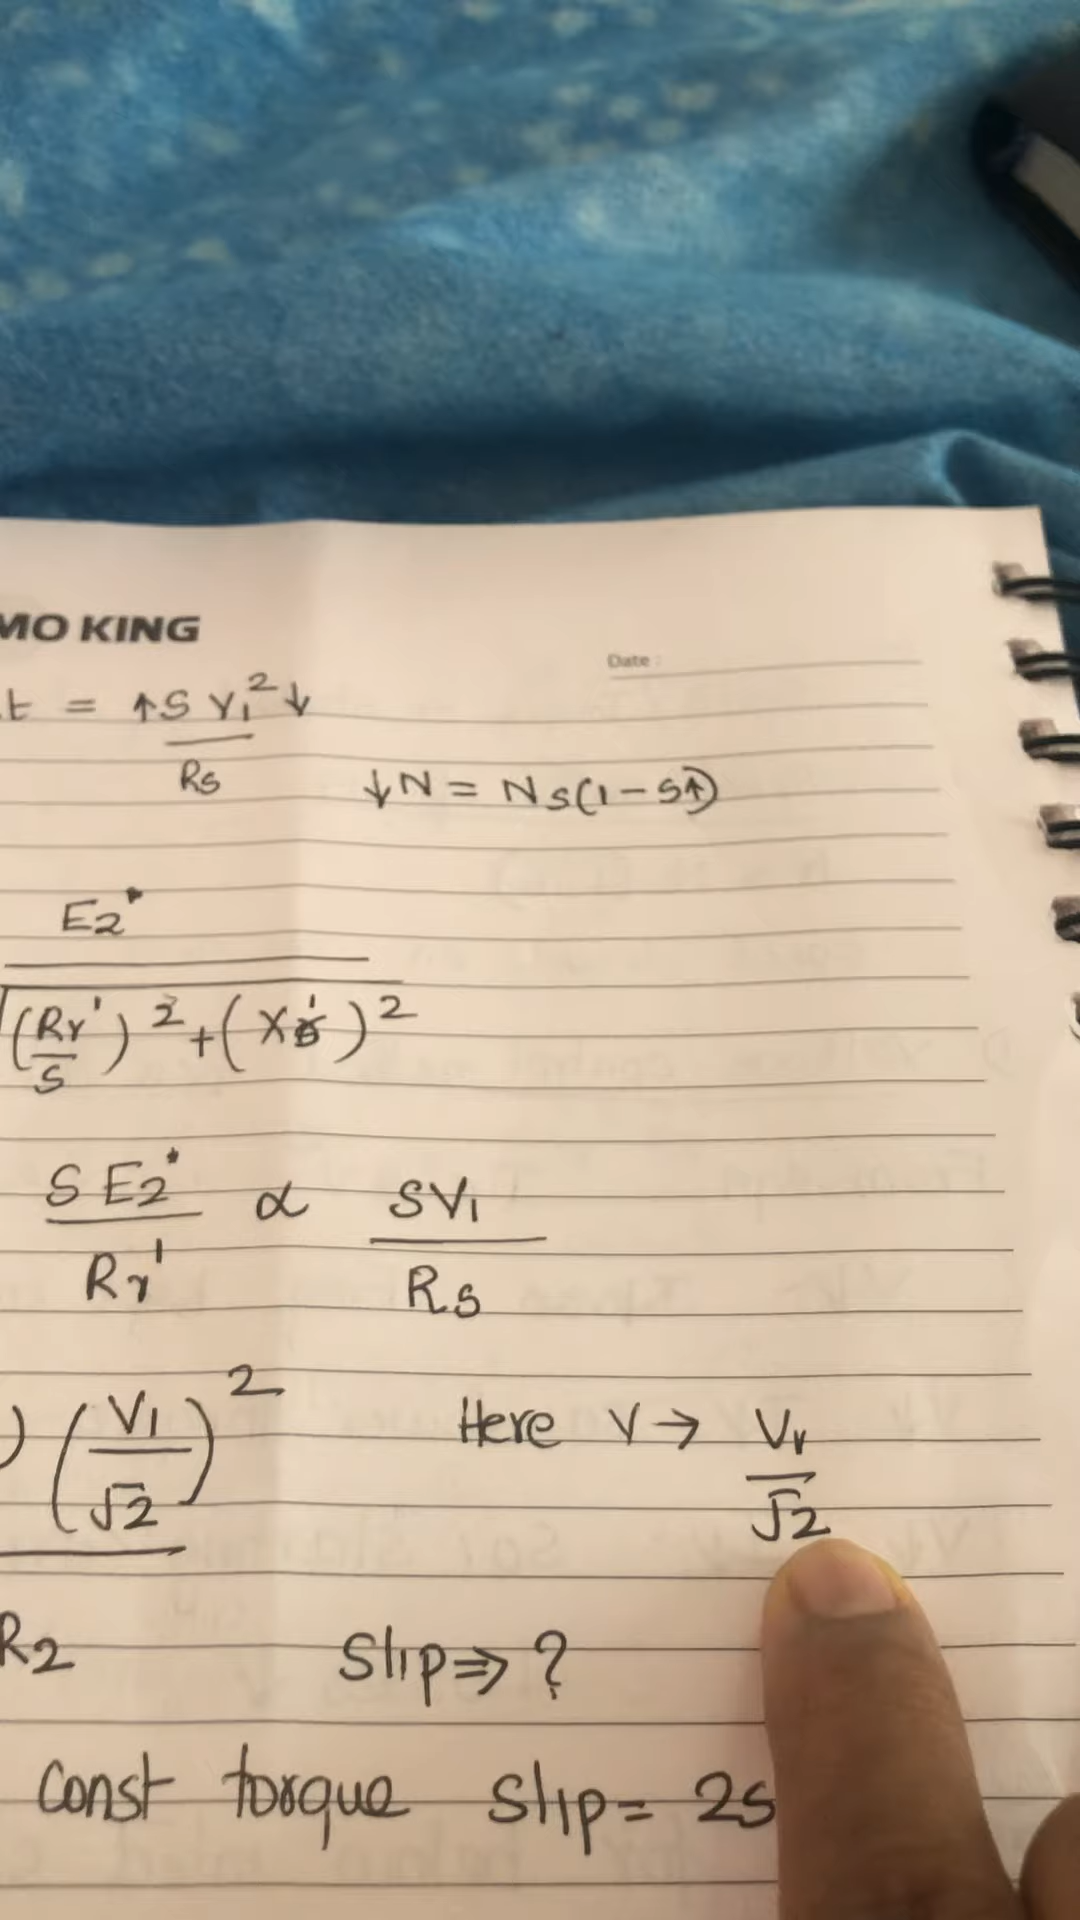 MO KING
Date :
t = ↑S V₁²↓
Rs
↓N = Ns(1-s↑)
E2
(Rr'/S)² + (X')²
S E2 / Rr' ∝ SV₁ / Rs
) (V1/√2)² Here V → V₁/√2
R2 Slip ⇒ ?
const torque slip = 2s